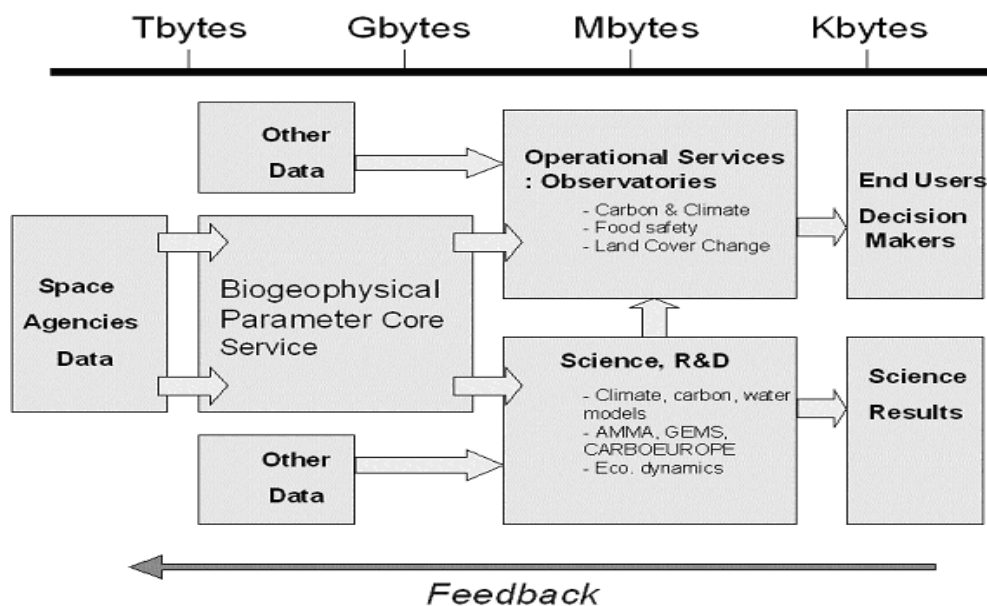 Tbytes Gbytes Mbytes Kbytes
Other
Data
Operational Services
: Observatories
- Carbon & Climate
- Food safety
- Land Cover Change
End Users
Decision
Makers
Space
Agencies
Data
Biogeophysical
Parameter Core
Service
Science, R&D
- Climate, carbon, water
models
- AMMA, GEMS,
CARBOEUROPE
- Eco. dynamics
Science
Results
Other
Data
Feedback